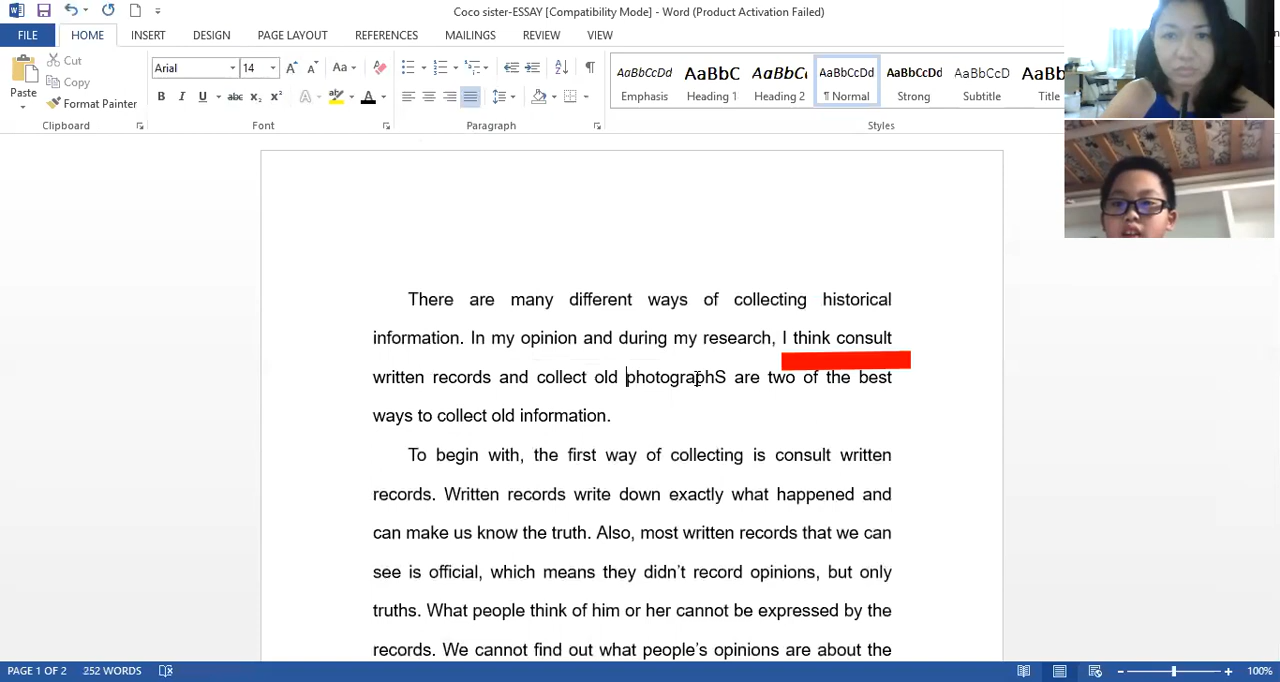 Coco sister-ESSAY [Compatibility Mode] - Word (Product Activation Failed)
FILE HOME INSERT DESIGN PAGE LAYOUT REFERENCES MAILINGS REVIEW VIEW
Cut
Copy
Format Painter
Paste
Clipboard
Arial 14
Font
Paragraph
AaBbCcDd AaBbC AaBbC AaBbCcDd AaBbCcDd AaBbCcD AaB
Emphasis Heading 1 Heading 2 ¶ Normal Strong Subtitle Title
Styles
There are many different ways of collecting historical
information. In my opinion and during my research, I think consult
written records and collect old photographS are two of the best
ways to collect old information.
To begin with, the first way of collecting is consult written
records. Written records write down exactly what happened and
can make us know the truth. Also, most written records that we can
see is official, which means they didn’t record opinions, but only
truths. What people think of him or her cannot be expressed by the
records. We cannot find out what people’s opinions are about the
PAGE 1 OF 2 252 WORDS 100%